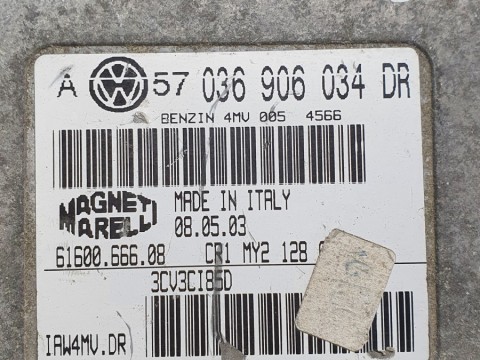 A VW 57 036 906 034 DR
BENZIN 4MV 005 4566
MAGNETI
MARELLI
MADE IN ITALY
08.05.03
61600.666.08 CR1 MY2 128
3CV3CI85D
IAW4MV.DR